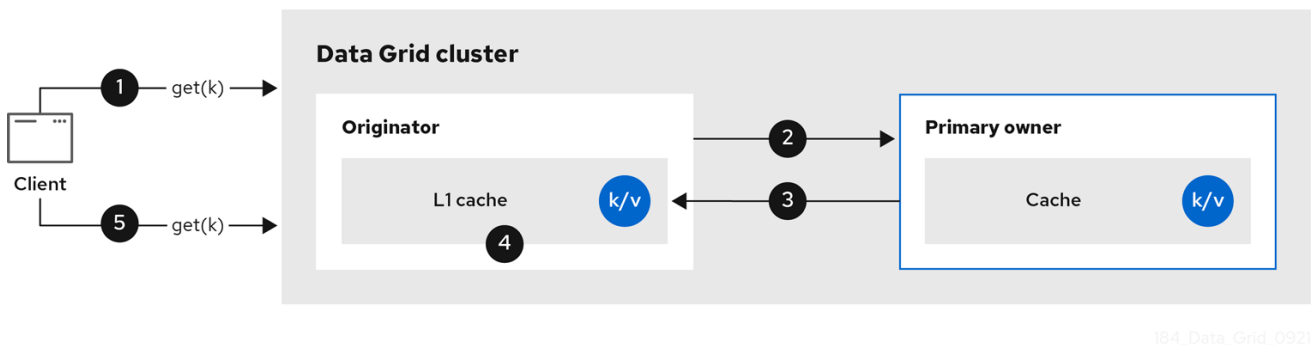 Data Grid cluster
1
get(k)
Originator
2
Primary owner
Client
L1 cache
k/v
3
Cache
k/v
5
get(k)
4
184_Data_Grid_0921